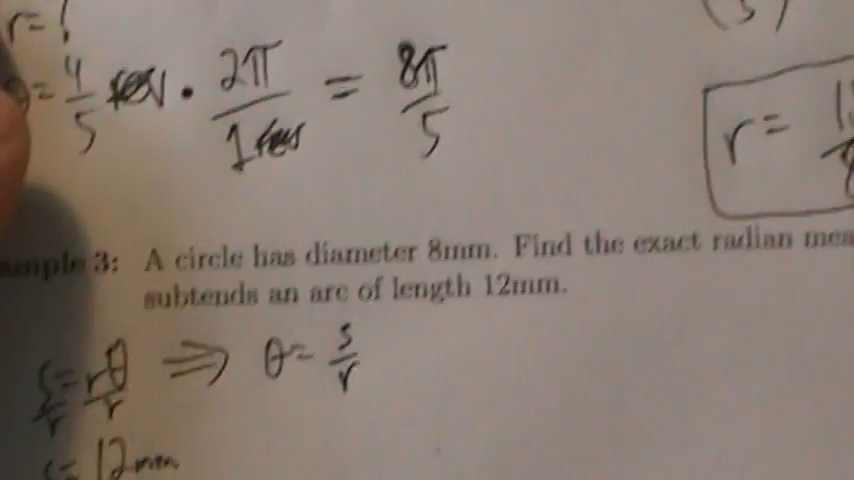 r = ?
θ = 4/5 rev · 2π/1 rev = 8π/5
r =
ample 3: A circle has diameter 8mm. Find the exact radian mea
subtends an arc of length 12mm.
s/r = rθ/r ⇒ θ = s/r
s = 12mm